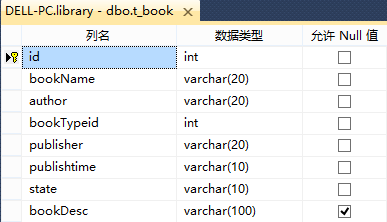 DELL-PC.library - dbo.t_book
列名 数据类型 允许 Null 值
id int
bookName varchar(20)
author varchar(20)
bookTypeid int
publisher varchar(20)
publishtime varchar(10)
state varchar(10)
bookDesc varchar(100)